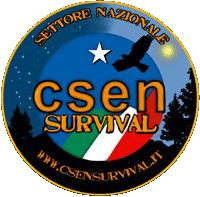 SETTORE NAZIONALE
csen
SURVIVAL
WWW.CSENSURVIVAL.IT